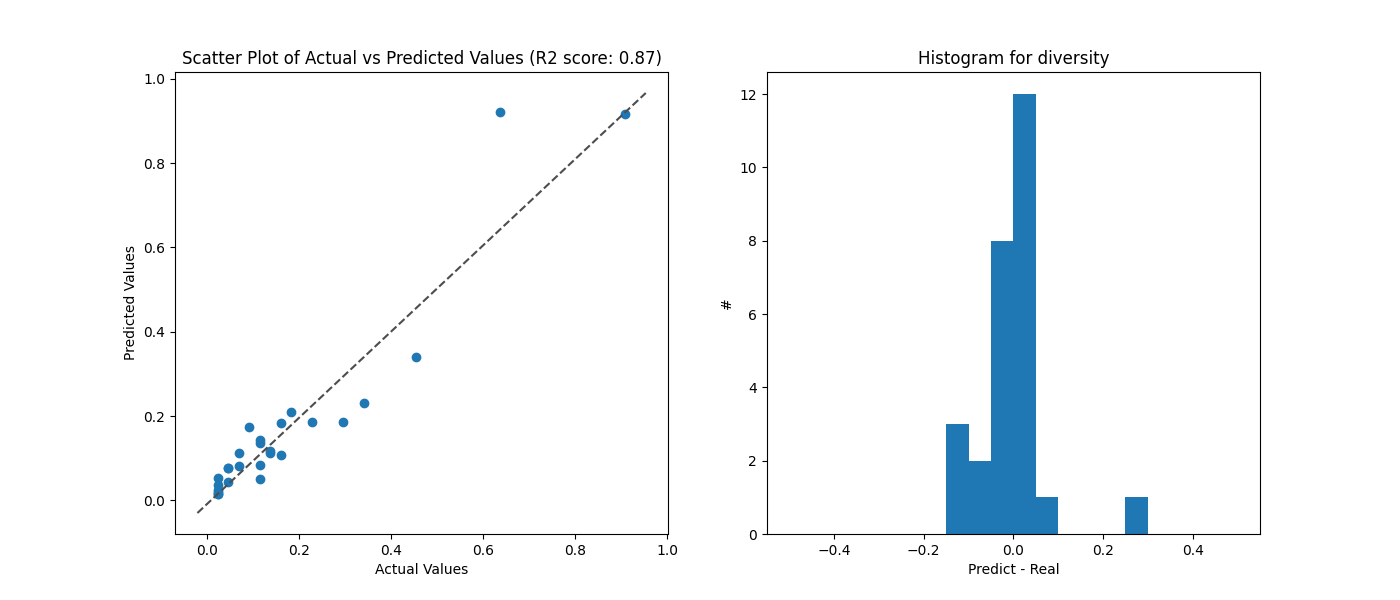 Scatter Plot of Actual vs Predicted Values (R2 score: 0.87)
1.0
0.8
0.6
0.4
0.2
0.0
Predicted Values
0.0 0.2 0.4 0.6 0.8 1.0
Actual Values
Histogram for diversity
12
10
8
6
4
2
0
#
−0.4 −0.2 0.0 0.2 0.4
Predict - Real